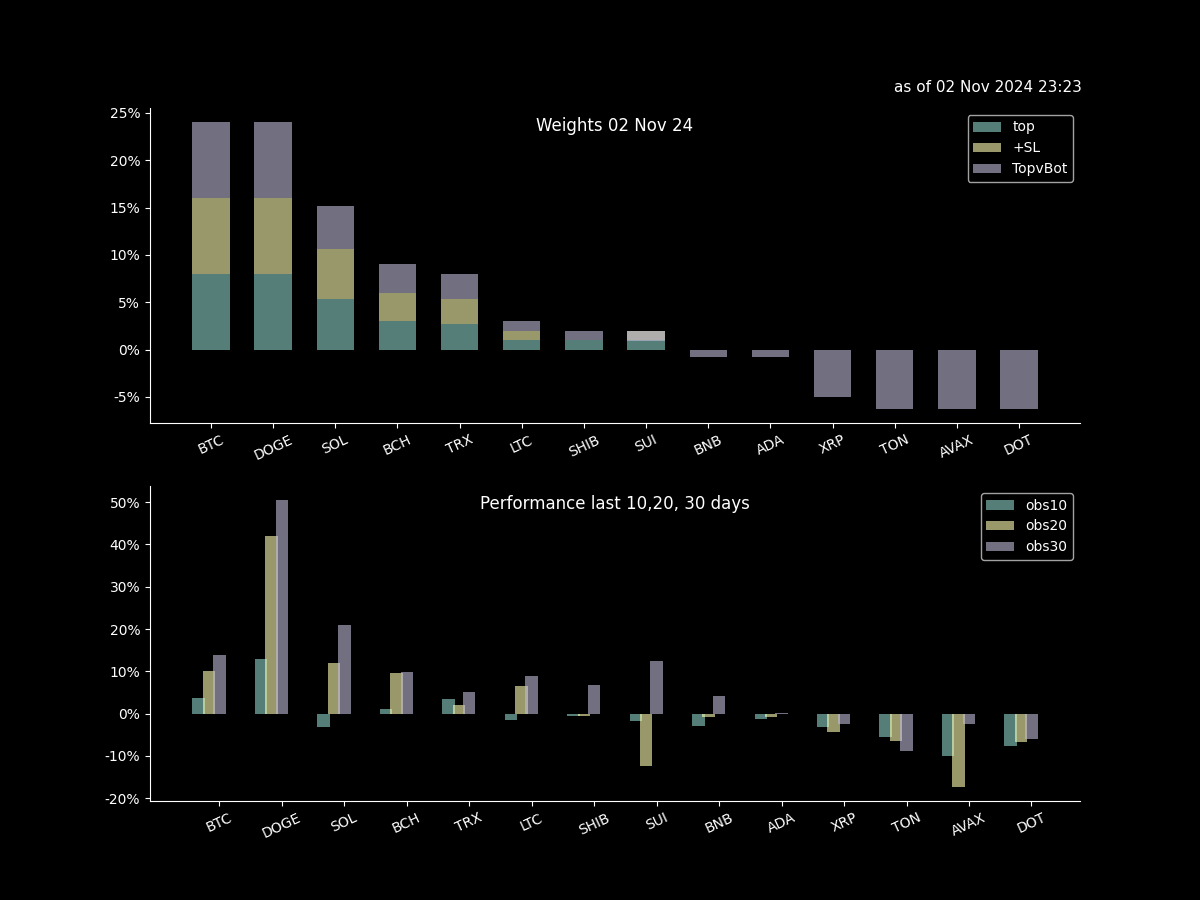 as of 02 Nov 2024 23:23
Weights 02 Nov 24
top
+SL
TopvBot
25%
20%
15%
10%
5%
0%
-5%
BTC DOGE SOL BCH TRX LTC SHIB SUI BNB ADA XRP TON AVAX DOT
Performance last 10,20, 30 days
obs10
obs20
obs30
50%
40%
30%
20%
10%
0%
-10%
-20%
BTC DOGE SOL BCH TRX LTC SHIB SUI BNB ADA XRP TON AVAX DOT